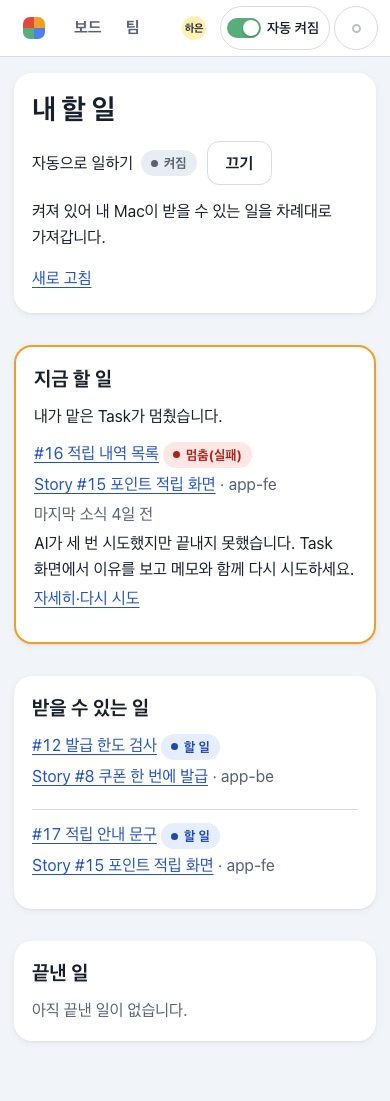 보드 팀 하은 자동 켜짐
내 할 일
자동으로 일하기 켜짐 끄기
켜져 있어 내 Mac이 받을 수 있는 일을 차례대로
가져갑니다.
새로 고침
지금 할 일
내가 맡은 Task가 멈췄습니다.
#16 적립 내역 목록 멈춤(실패)
Story #15 포인트 적립 화면 · app-fe
마지막 소식 4일 전
AI가 세 번 시도했지만 끝내지 못했습니다. Task
화면에서 이유를 보고 메모와 함께 다시 시도하세요.
자세히·다시 시도
받을 수 있는 일
#12 발급 한도 검사 할 일
Story #8 쿠폰 한 번에 발급 · app-be
#17 적립 안내 문구 할 일
Story #15 포인트 적립 화면 · app-fe
끝낸 일
아직 끝낸 일이 없습니다.